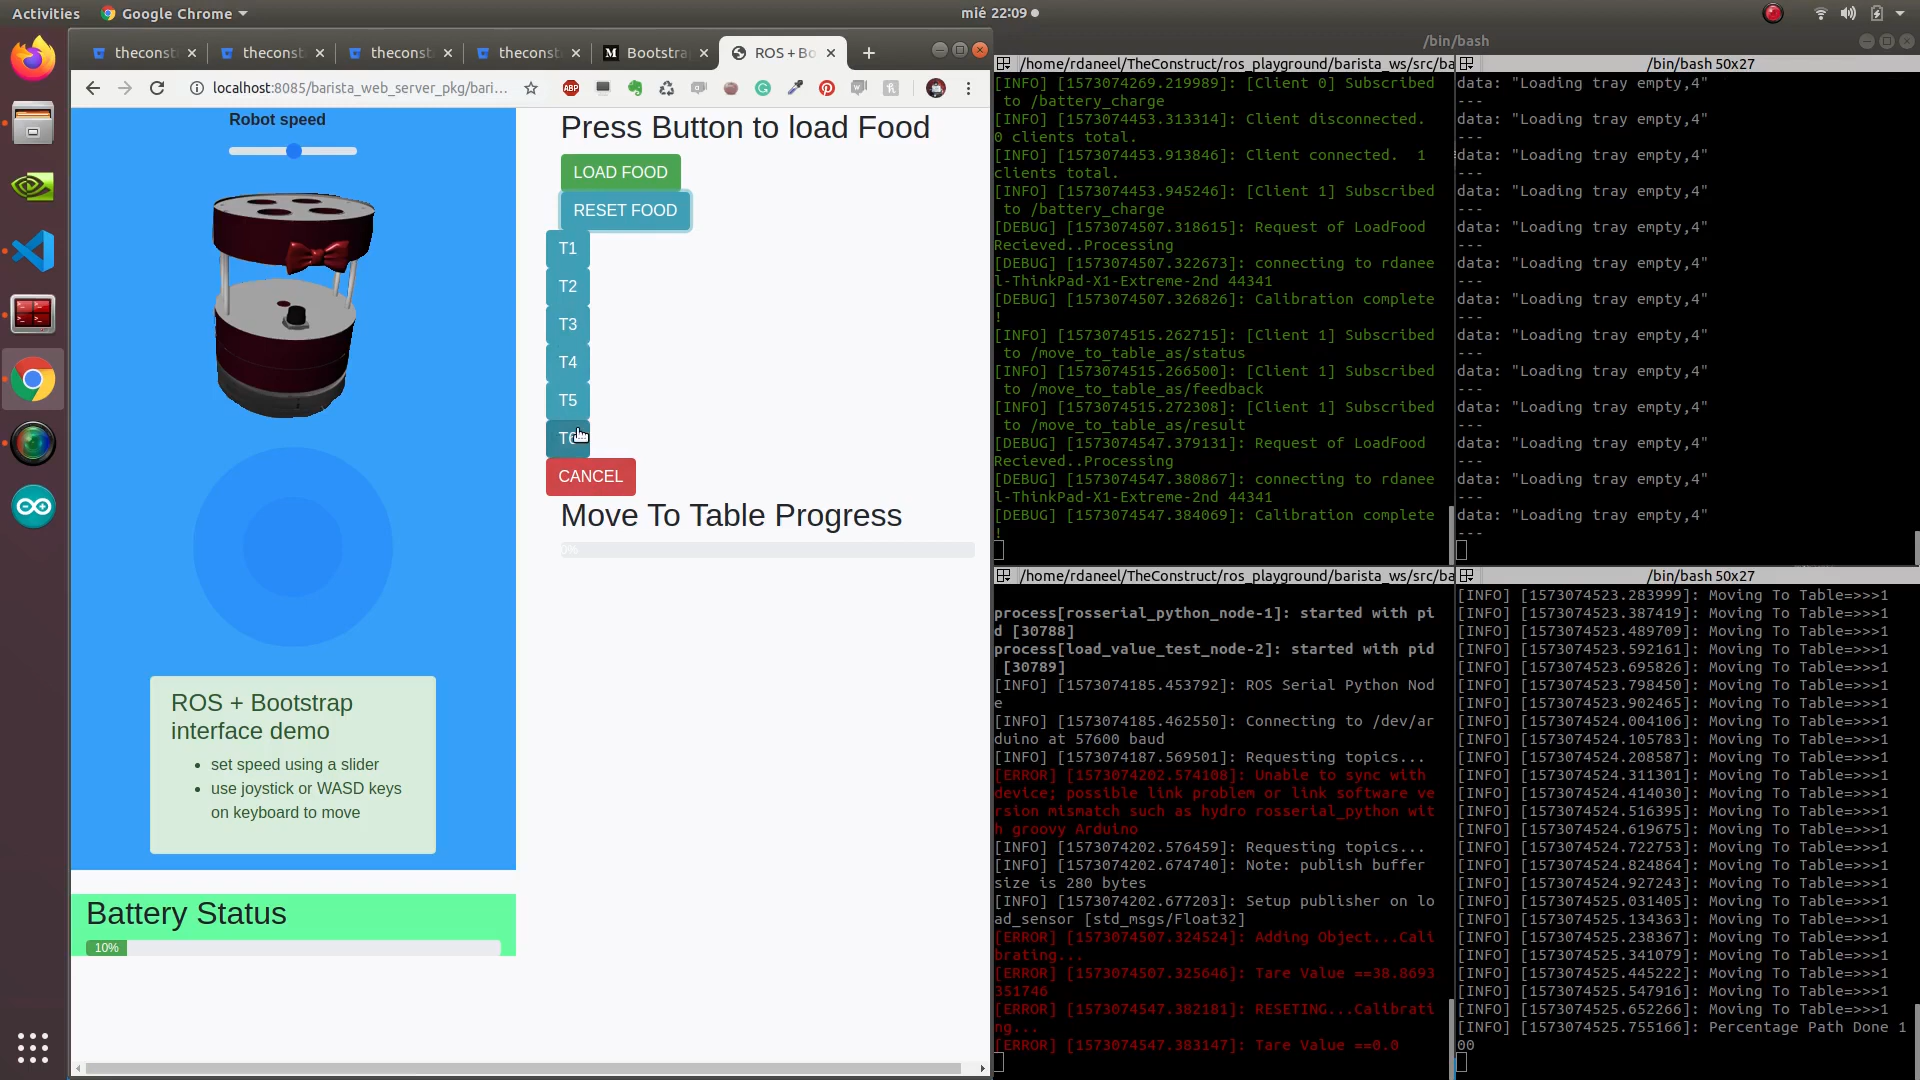 Activities
Google Chrome
mié 22:09
/bin/bash
theconst
theconst
theconst
theconst
M Bootstra
ROS + Bo
localhost:8085/barista_web_server_pkg/bari...
ABP
Robot speed
ROS + Bootstrap
interface demo
set speed using a slider
use joystick or WASD keys
on keyboard to move
Battery Status
10%
Press Button to load Food
LOAD FOOD
RESET FOOD
T1
T2
T3
T4
T5
T6
CANCEL
Move To Table Progress
0%
/home/rdaneel/TheConstruct/ros_playground/barista_ws/src/ba
[INFO] [1573074269.219989]: [Client 0] Subscribed
to /battery_charge
[INFO] [1573074453.313314]: Client disconnected.
0 clients total.
[INFO] [1573074453.913846]: Client connected.  1
clients total.
[INFO] [1573074453.945246]: [Client 1] Subscribed
to /battery_charge
[DEBUG] [1573074507.318615]: Request of LoadFood
Recieved..Processing
[DEBUG] [1573074507.322673]: connecting to rdanee
l-ThinkPad-X1-Extreme-2nd 44341
[DEBUG] [1573074507.326826]: Calibration complete
!
[INFO] [1573074515.262715]: [Client 1] Subscribed
to /move_to_table_as/status
[INFO] [1573074515.266500]: [Client 1] Subscribed
to /move_to_table_as/feedback
[INFO] [1573074515.272308]: [Client 1] Subscribed
to /move_to_table_as/result
[DEBUG] [1573074547.379131]: Request of LoadFood
Recieved..Processing
[DEBUG] [1573074547.380867]: connecting to rdanee
l-ThinkPad-X1-Extreme-2nd 44341
[DEBUG] [1573074547.384069]: Calibration complete
!
/bin/bash 50x27
data: "Loading tray empty,4"
---
data: "Loading tray empty,4"
---
data: "Loading tray empty,4"
---
data: "Loading tray empty,4"
---
data: "Loading tray empty,4"
---
data: "Loading tray empty,4"
---
data: "Loading tray empty,4"
---
data: "Loading tray empty,4"
---
data: "Loading tray empty,4"
---
data: "Loading tray empty,4"
---
data: "Loading tray empty,4"
---
data: "Loading tray empty,4"
---
data: "Loading tray empty,4"
---
/home/rdaneel/TheConstruct/ros_playground/barista_ws/src/ba
process[rosserial_python_node-1]: started with pi
d [30788]
process[load_value_test_node-2]: started with pid
[30789]
[INFO] [1573074185.453792]: ROS Serial Python Nod
e
[INFO] [1573074185.462550]: Connecting to /dev/ar
duino at 57600 baud
[INFO] [1573074187.569501]: Requesting topics...
[ERROR] [1573074202.574108]: Unable to sync with
device; possible link problem or link software ve
rsion mismatch such as hydro rosserial_python wit
h groovy Arduino
[INFO] [1573074202.576459]: Requesting topics...
[INFO] [1573074202.674740]: Note: publish buffer
size is 280 bytes
[INFO] [1573074202.677203]: Setup publisher on lo
ad_sensor [std_msgs/Float32]
[ERROR] [1573074507.324524]: Adding Object...Cali
brating...
[ERROR] [1573074507.325646]: Tare Value ==38.8693
351746
[ERROR] [1573074547.382181]: RESETING...Calibrati
ng...
[ERROR] [1573074547.383147]: Tare Value ==0.0
/bin/bash 50x27
[INFO] [1573074523.283999]: Moving To Table=>>>1
[INFO] [1573074523.387419]: Moving To Table=>>>1
[INFO] [1573074523.489709]: Moving To Table=>>>1
[INFO] [1573074523.592161]: Moving To Table=>>>1
[INFO] [1573074523.695826]: Moving To Table=>>>1
[INFO] [1573074523.798450]: Moving To Table=>>>1
[INFO] [1573074523.902465]: Moving To Table=>>>1
[INFO] [1573074524.004106]: Moving To Table=>>>1
[INFO] [1573074524.105783]: Moving To Table=>>>1
[INFO] [1573074524.208587]: Moving To Table=>>>1
[INFO] [1573074524.311301]: Moving To Table=>>>1
[INFO] [1573074524.414030]: Moving To Table=>>>1
[INFO] [1573074524.516395]: Moving To Table=>>>1
[INFO] [1573074524.619675]: Moving To Table=>>>1
[INFO] [1573074524.722753]: Moving To Table=>>>1
[INFO] [1573074524.824864]: Moving To Table=>>>1
[INFO] [1573074524.927243]: Moving To Table=>>>1
[INFO] [1573074525.031405]: Moving To Table=>>>1
[INFO] [1573074525.134363]: Moving To Table=>>>1
[INFO] [1573074525.238367]: Moving To Table=>>>1
[INFO] [1573074525.341079]: Moving To Table=>>>1
[INFO] [1573074525.445222]: Moving To Table=>>>1
[INFO] [1573074525.547916]: Moving To Table=>>>1
[INFO] [1573074525.652266]: Moving To Table=>>>1
[INFO] [1573074525.755166]: Percentage Path Done 1
00